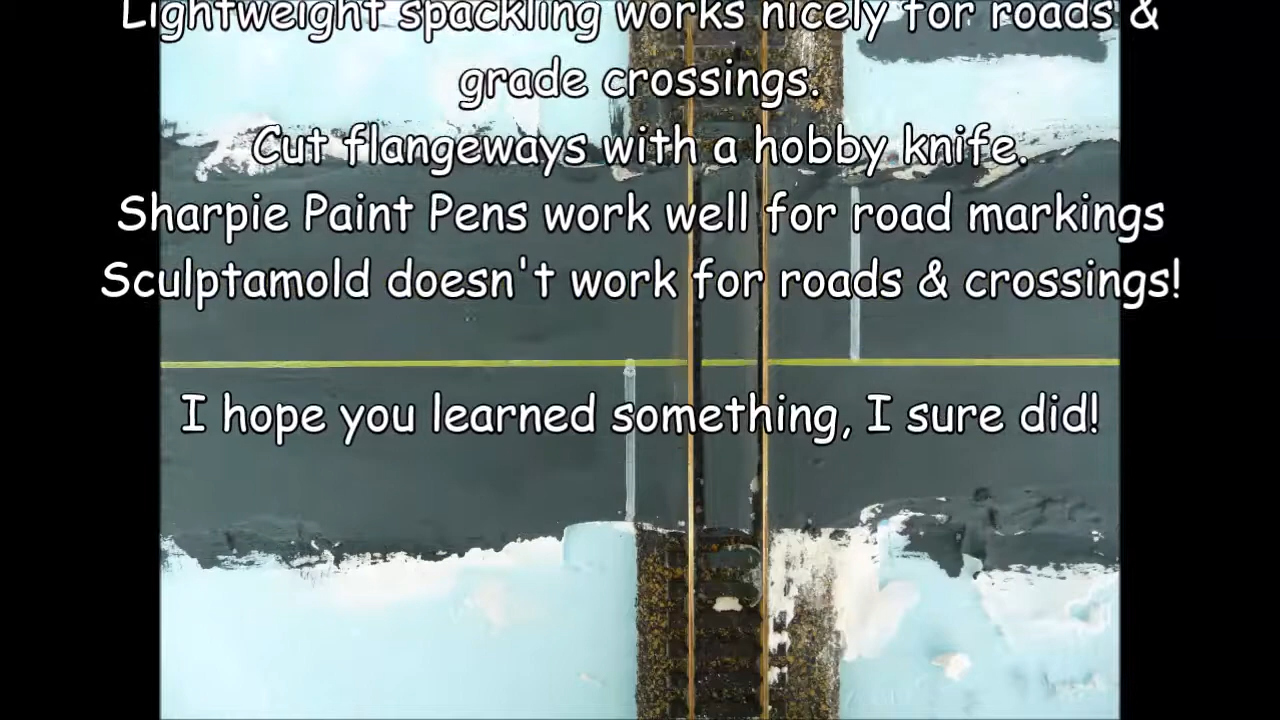 Lightweight spackling works nicely for roads &
grade crossings.
Cut flangeways with a hobby knife.
Sharpie Paint Pens work well for road markings
Sculptamold doesn't work for roads & crossings!
I hope you learned something, I sure did!